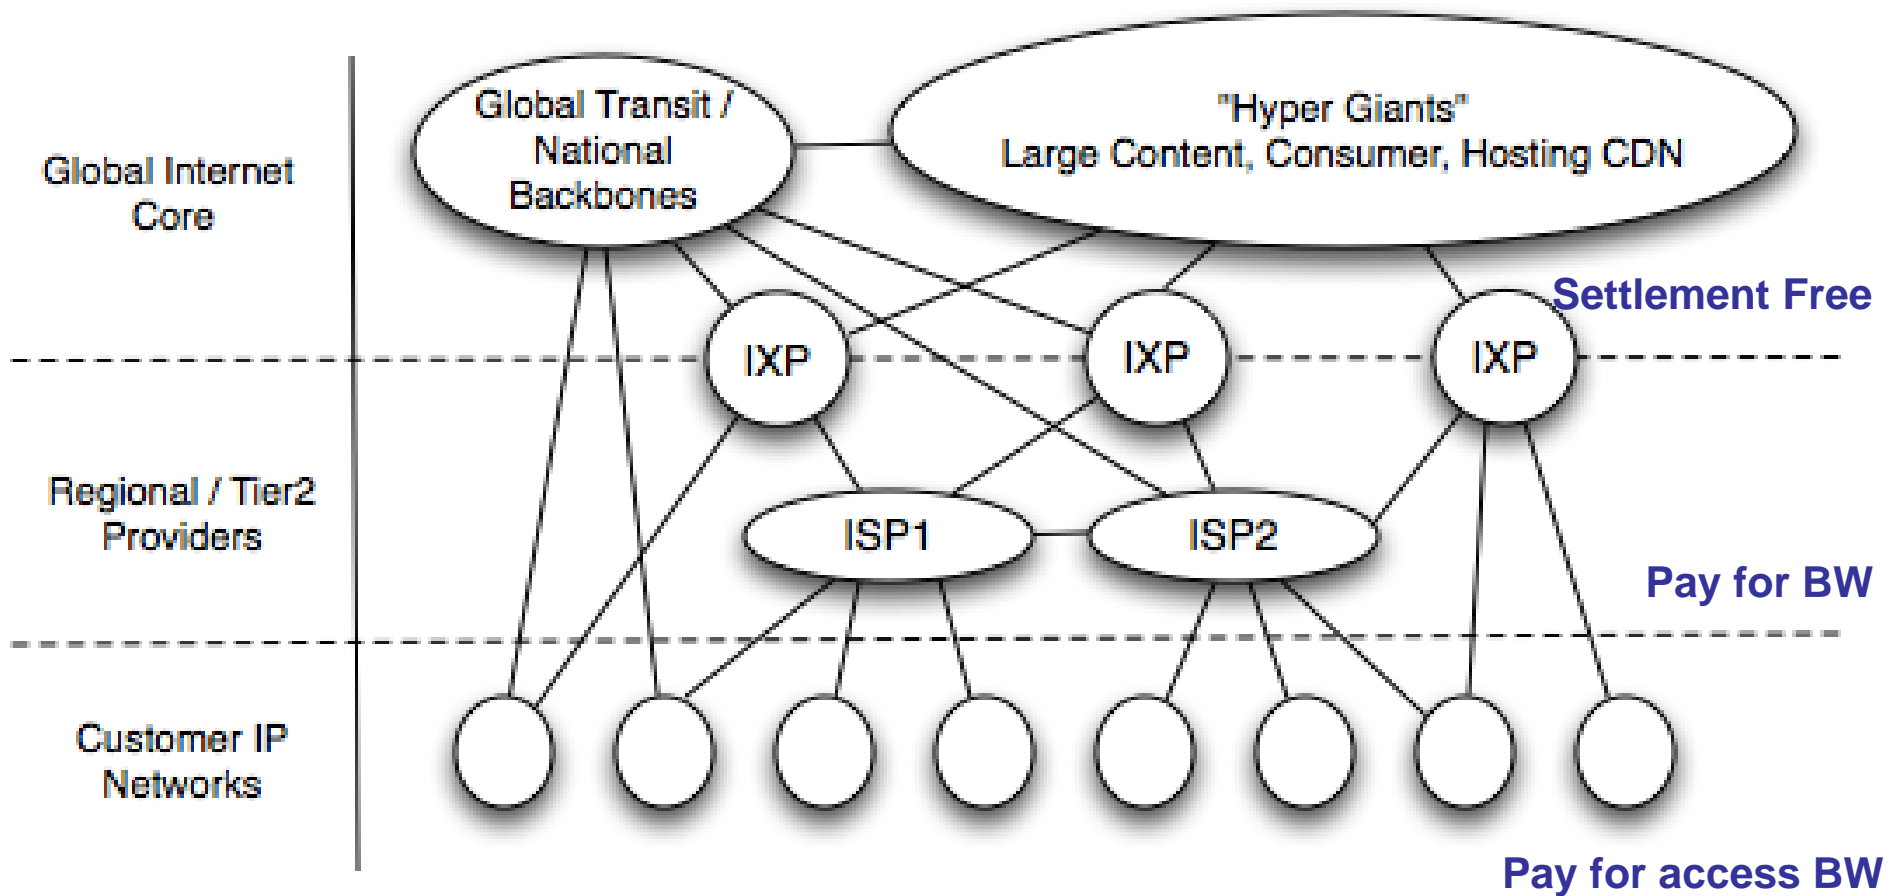 Global Internet
Core
Global Transit /
National
Backbones
"Hyper Giants"
Large Content, Consumer, Hosting CDN
Settlement Free
IXP
IXP
IXP
Regional / Tier2
Providers
ISP1
ISP2
Pay for BW
Customer IP
Networks
Pay for access BW